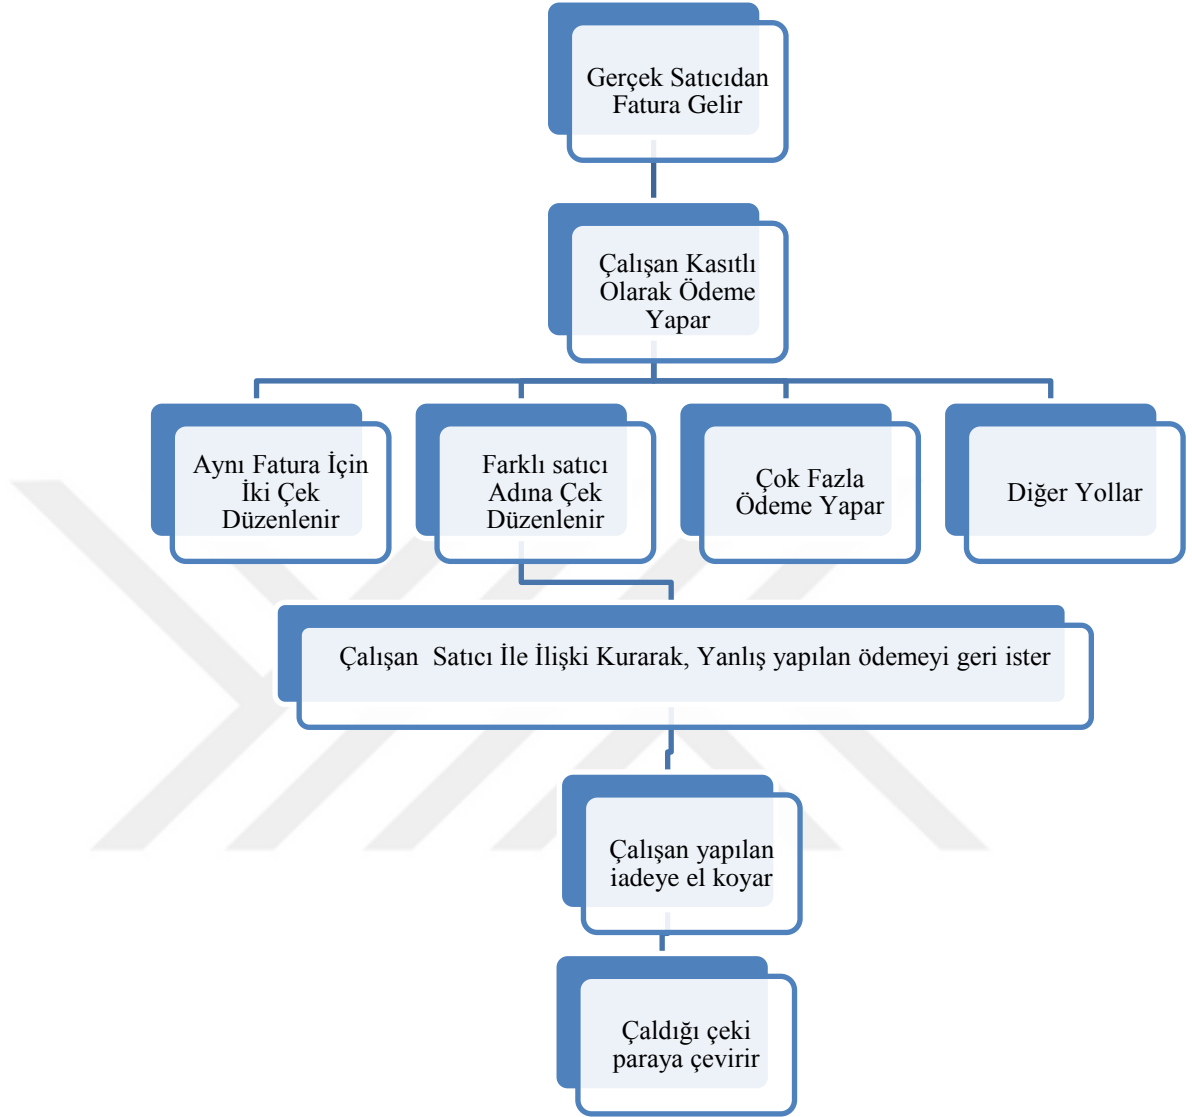 Gerçek Satıcıdan
Fatura Gelir
Çalışan Kasıtlı
Olarak Ödeme
Yapar
Aynı Fatura İçin
İki Çek
Düzenlenir
Farklı satıcı
Adına Çek
Düzenlenir
Çok Fazla
Ödeme Yapar
Diğer Yollar
Çalışan  Satıcı İle İlişki Kurarak, Yanlış yapılan ödemeyi geri ister
Çalışan yapılan
iadeye el koyar
Çaldığı çeki
paraya çevirir